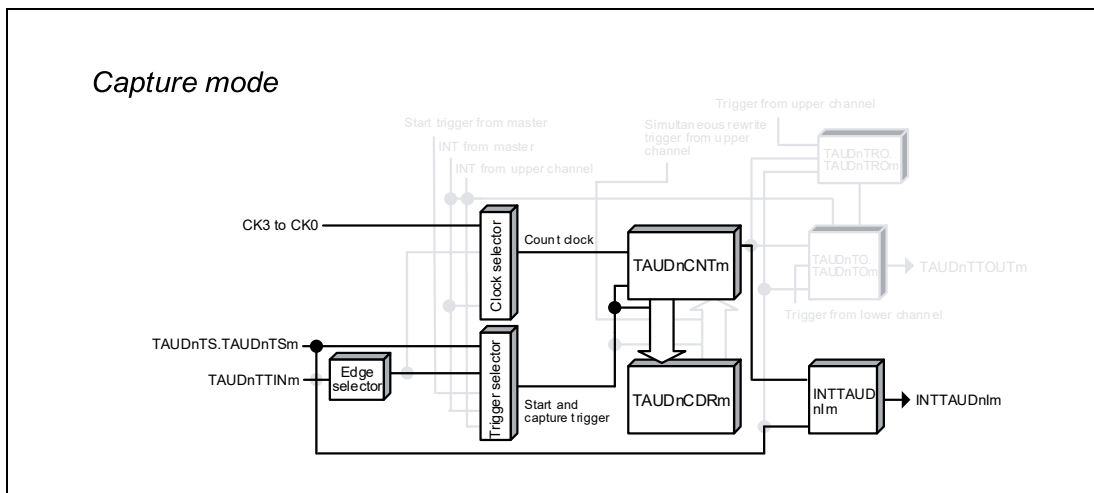 Capture mode
Trigger from upper channel
Start trigger from master
Simultaneous rewrite
trigger from upper
channel
INT from master
INT from upper channel
TAUDnTRO.
TAUDnTROm
CK3 to CK0
Clock selector
Count clock
TAUDnCNTm
TAUDnTO.
TAUDnTOm
TAUDnTTOUTm
Trigger from lower channel
TAUDnTS.TAUDnTSm
TAUDnTTINm
Edge
selector
Trigger selector
Start and
capture trigger
TAUDnCDRm
INTTAUD
nIm
INTTAUDnIm